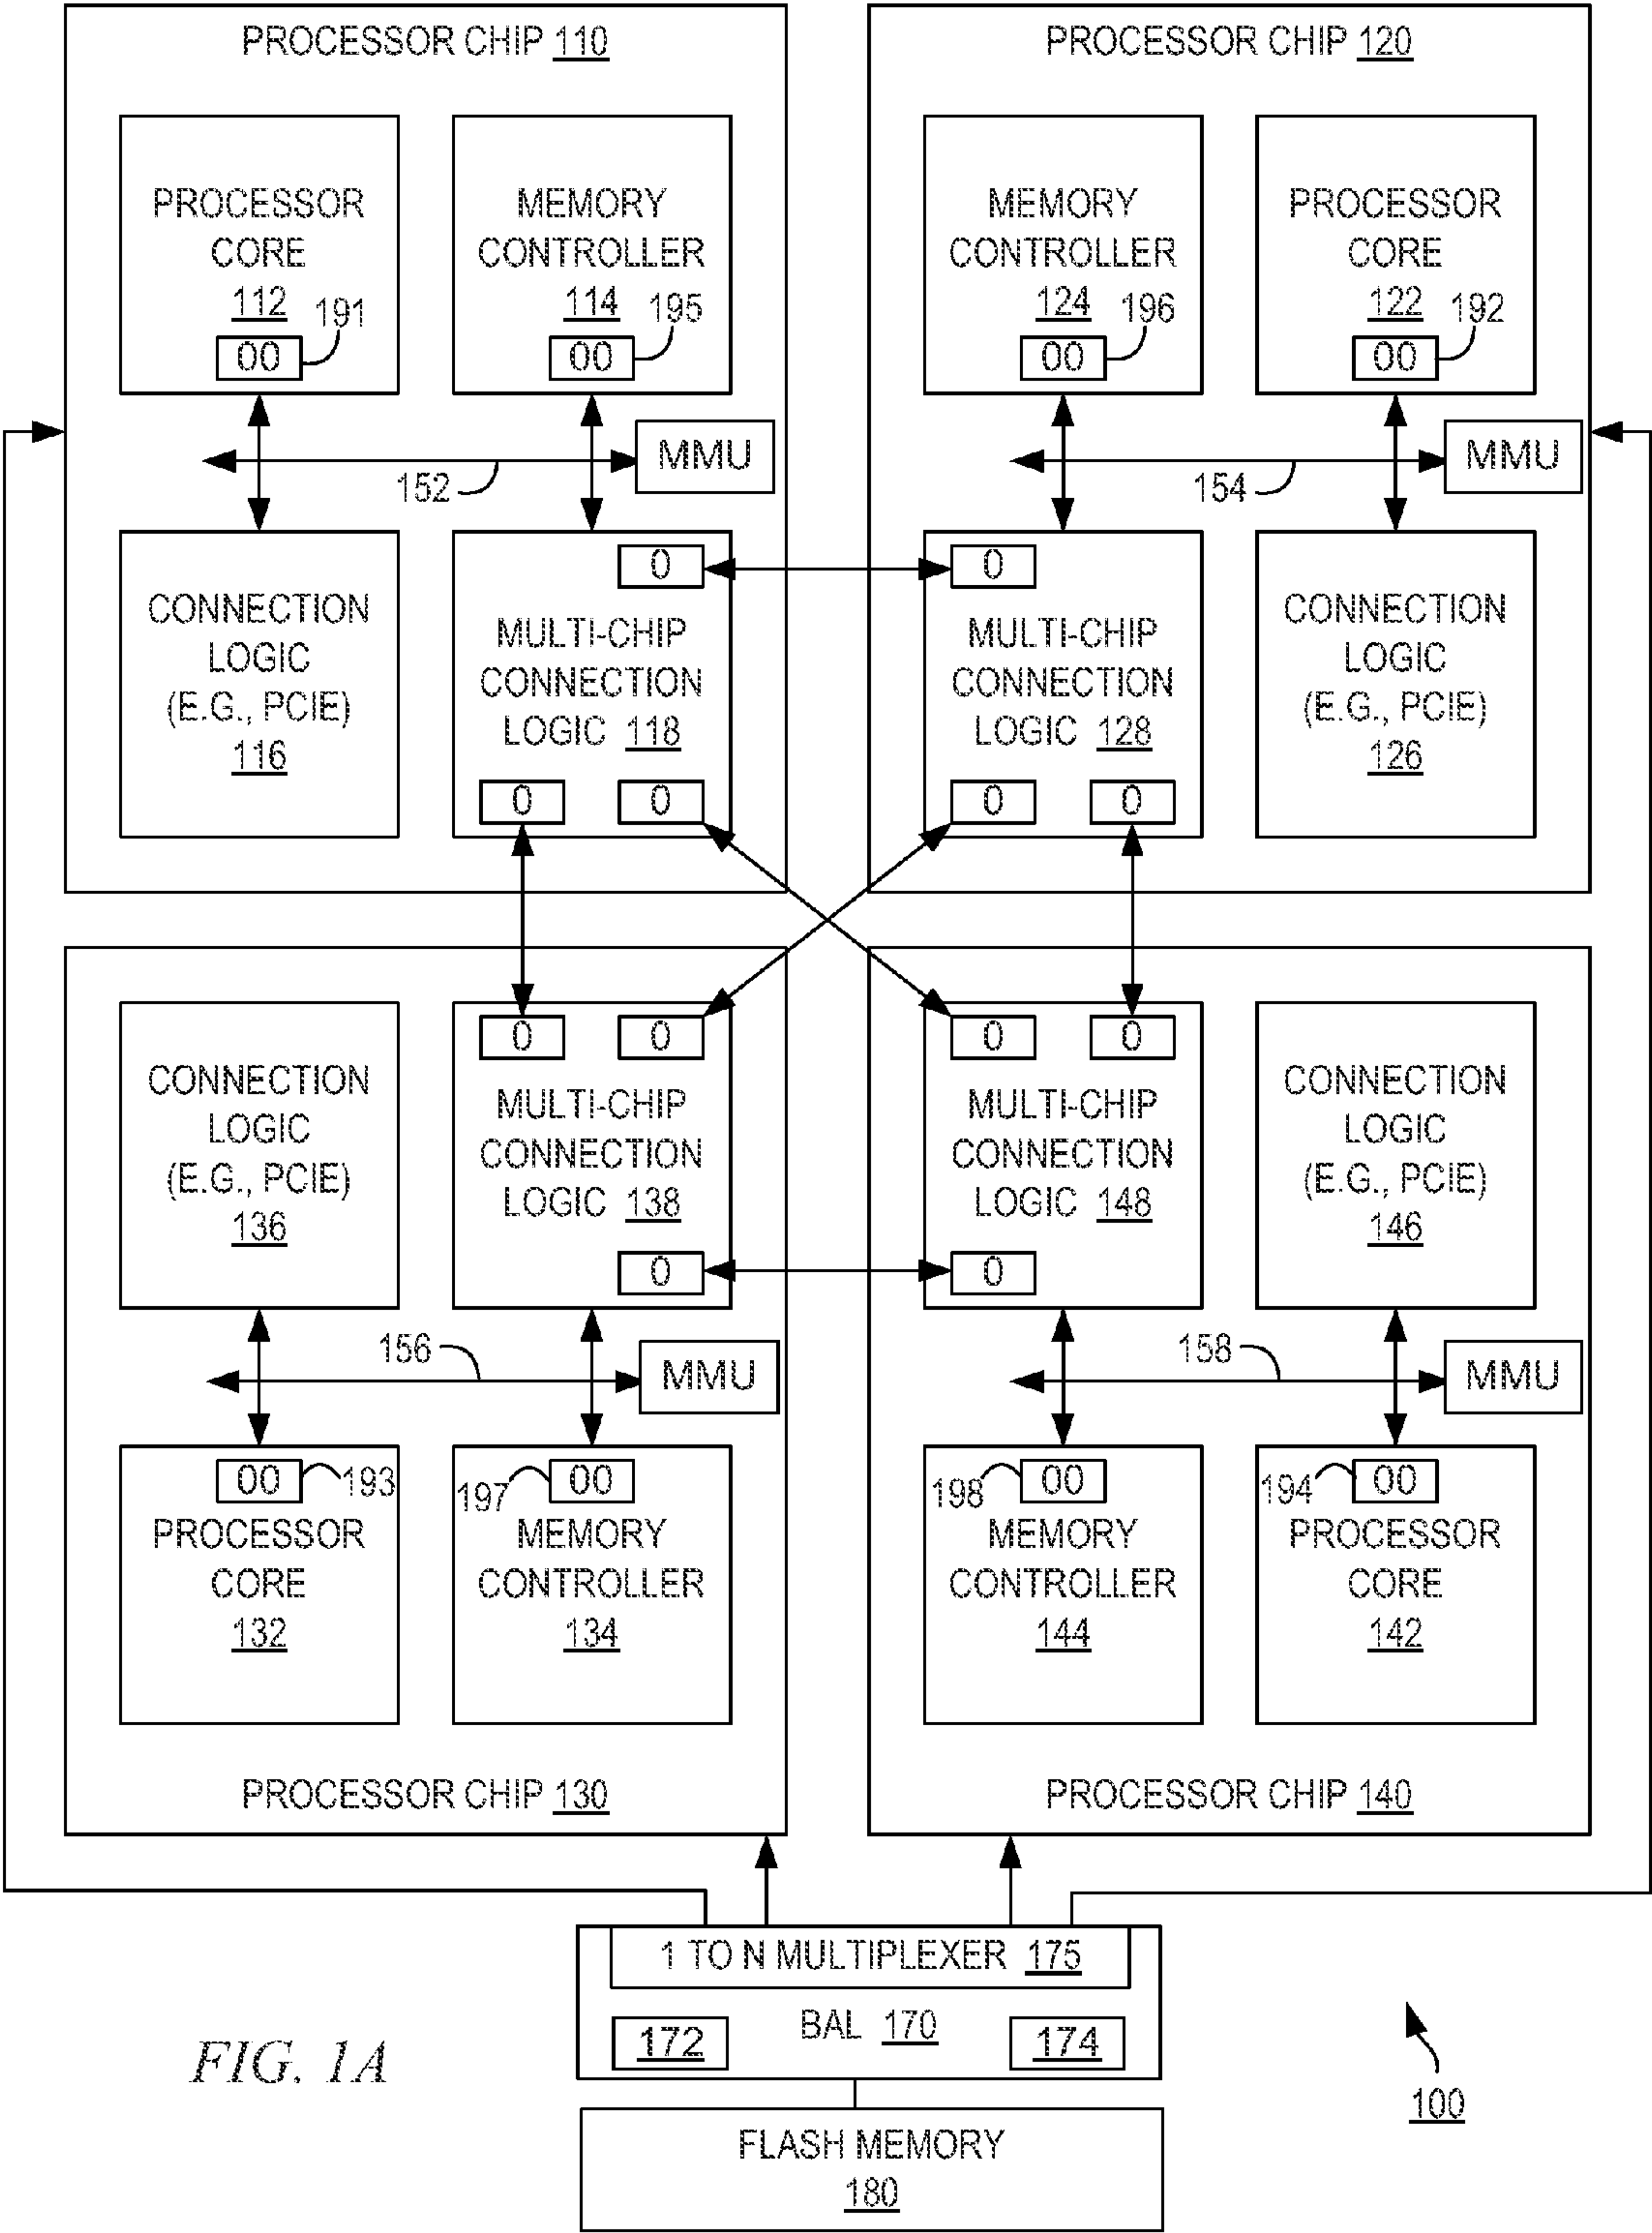 PROCESSOR CHIP 110
PROCESSOR
CORE
112
191
00
MEMORY
CONTROLLER
114
195
00
152
MMU
CONNECTION
LOGIC
(E.G., PCIE)
116
0
MULTI-CHIP
CONNECTION
LOGIC 118
0
0
PROCESSOR CHIP 120
MEMORY
CONTROLLER
124
196
00
PROCESSOR
CORE
122
192
00
154
MMU
0
MULTI-CHIP
CONNECTION
LOGIC 128
0
0
CONNECTION
LOGIC
(E.G., PCIE)
126
CONNECTION
LOGIC
(E.G., PCIE)
136
0
0
MULTI-CHIP
CONNECTION
LOGIC 138
0
156
MMU
00
193
PROCESSOR
CORE
132
197
00
MEMORY
CONTROLLER
134
PROCESSOR CHIP 130
0
0
MULTI-CHIP
CONNECTION
LOGIC 148
0
CONNECTION
LOGIC
(E.G., PCIE)
146
158
MMU
198
00
MEMORY
CONTROLLER
144
194
00
PROCESSOR
CORE
142
PROCESSOR CHIP 140
1 TO N MULTIPLEXER 175
BAL 170
172
174
FLASH MEMORY
180
FIG. 1A
100